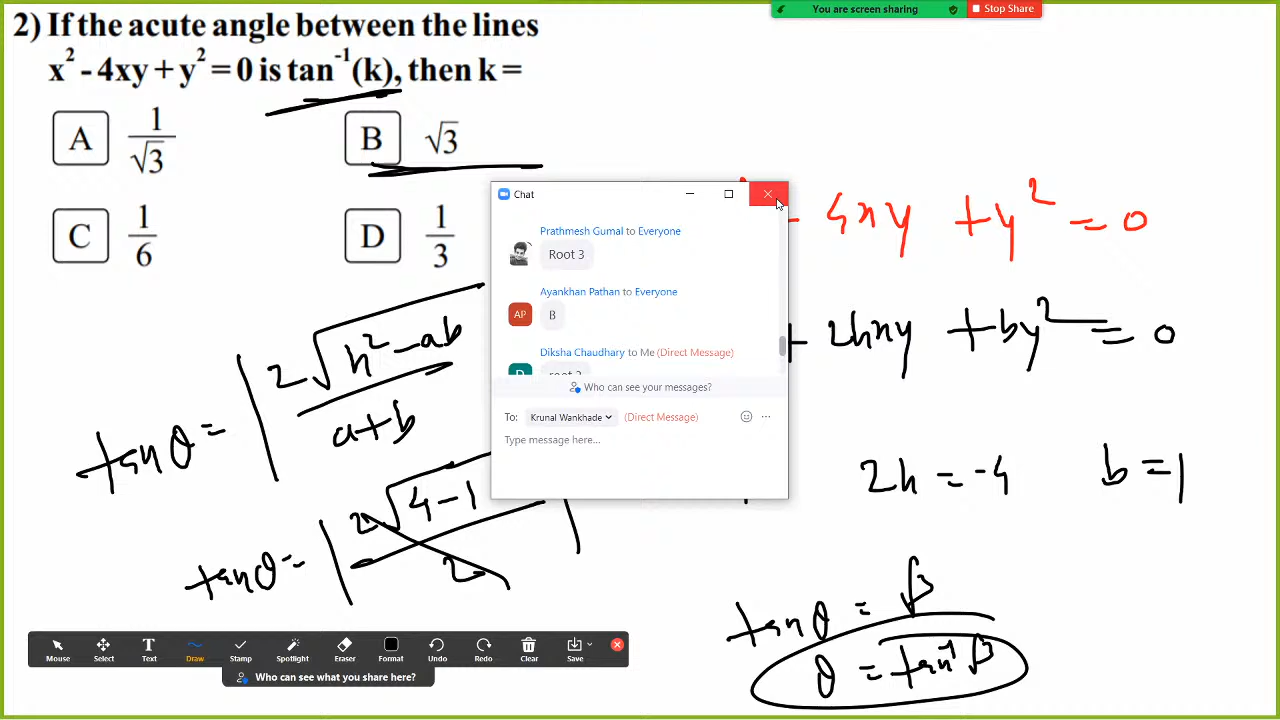 You are screen sharing Stop Share
2) If the acute angle between the lines
x² - 4xy + y² = 0 is tan⁻¹(k), then k =
A 1/√3 B √3
C 1/6 D 1/3
- 4xy + y² = 0
+ 2hxy + by² = 0
Chat
Prathmesh Gumal to Everyone
Root 3
Ayankhan Pathan to Everyone
AP B
Diksha Chaudhary to Me (Direct Message)
Who can see your messages?
To: Krunal Wankhade (Direct Message)
Type message here...
tanθ = | 2√h² - ab / a+b
2h = -4 b = 1
tanθ = | 2√4 - 1 / 2 |
tanθ = √3
θ = tan⁻¹ √3
Mouse Select Text Draw Stamp Spotlight Eraser Format Undo Redo Clear Save
Who can see what you share here?